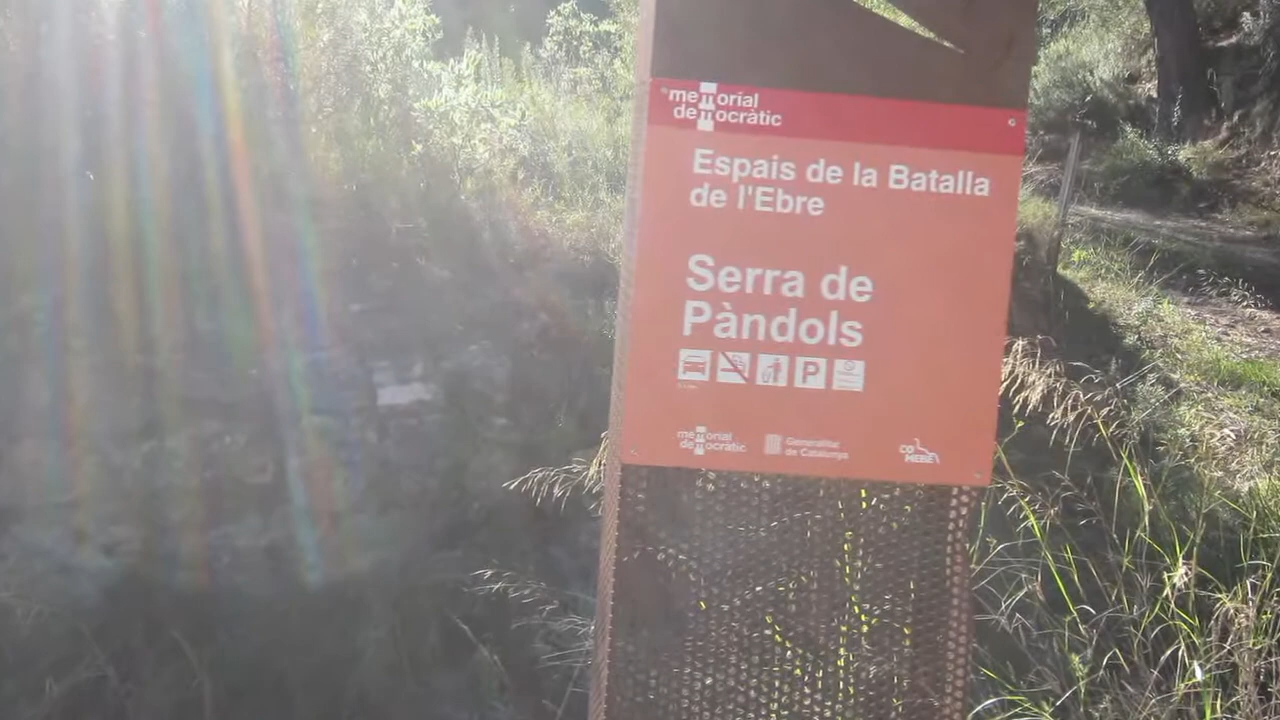 memorial
democràtic
Espais de la Batalla
de l'Ebre
Serra de
Pàndols
P
memorial
democràtic
Generalitat
de Catalunya
COMEBE